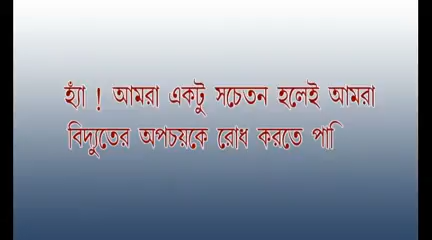 হ্যাঁ ! আমরা একটু সচেতন হলেই আমরা
বিদ্যুতের অপচয়কে রোধ করতে পাি